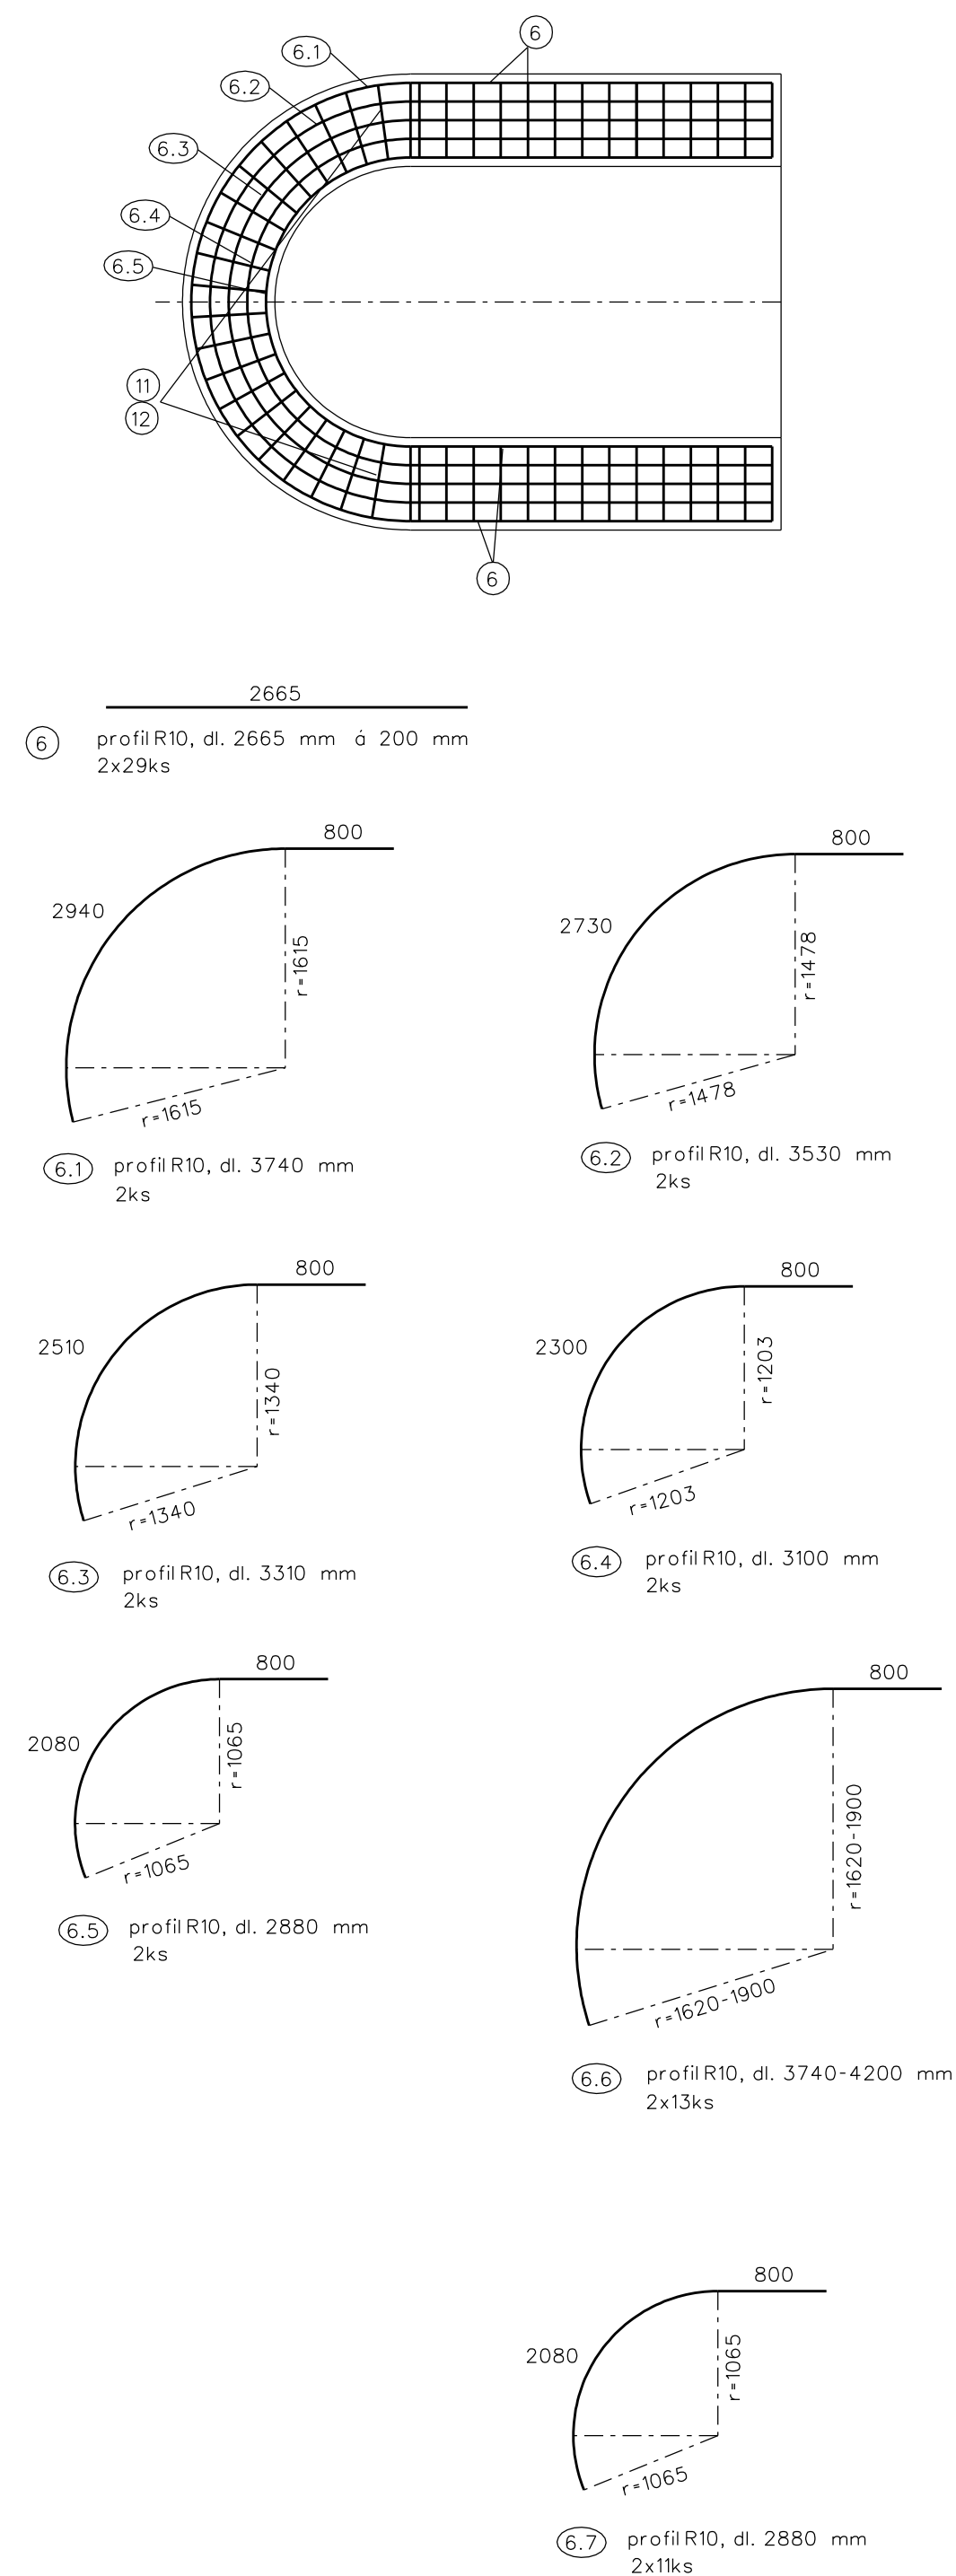 6
6.1
6.2
6.3
6.4
6.5
11
12
6
2665
6 profil R10, dl. 2665 mm á 200 mm
2x29ks
800
2940
r=1615
r=1615
6.1 profil R10, dl. 3740 mm
2ks
800
2730
r=1478
r=1478
6.2 profil R10, dl. 3530 mm
2ks
800
2510
r=1340
r=1340
6.3 profil R10, dl. 3310 mm
2ks
800
2300
r=1203
r=1203
6.4 profil R10, dl. 3100 mm
2ks
800
2080
r=1065
r=1065
6.5 profil R10, dl. 2880 mm
2ks
800
r=1620-1900
r=1620-1900
6.6 profil R10, dl. 3740-4200 mm
2x13ks
800
2080
r=1065
r=1065
6.7 profil R10, dl. 2880 mm
2x11ks